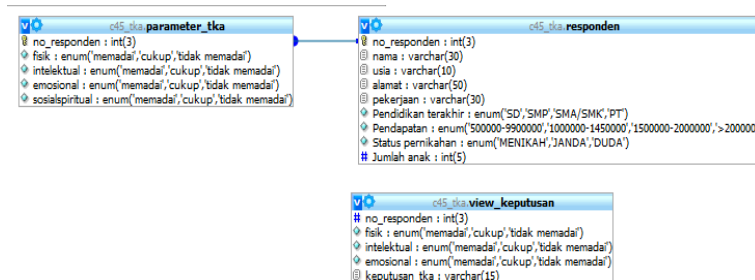 c45_tka.parameter_tka
no_responden : int(3)
fisik : enum('memadai','cukup','tidak memadai')
intelektual : enum('memadai','cukup','tidak memadai')
emosional : enum('memadai','cukup','tidak memadai')
sosialspiritual : enum('memadai','cukup','tidak memadai')
c45_tka.responden
no_responden : int(3)
nama : varchar(30)
usia : varchar(10)
alamat : varchar(50)
pekerjaan : varchar(30)
Pendidikan terakhir : enum('SD','SMP','SMA/SMK','PT')
Pendapatan : enum('500000-9900000','1000000-1450000','1500000-2000000','>200000
Status pernikahan : enum('MENIKAH','JANDA','DUDA')
# Jumlah anak : int(5)
c45_tka.view_keputusan
# no_responden : int(3)
fisik : enum('memadai','cukup','tidak memadai')
intelektual : enum('memadai','cukup','tidak memadai')
emosional : enum('memadai','cukup','tidak memadai')
keputusan_tka : varchar(15)